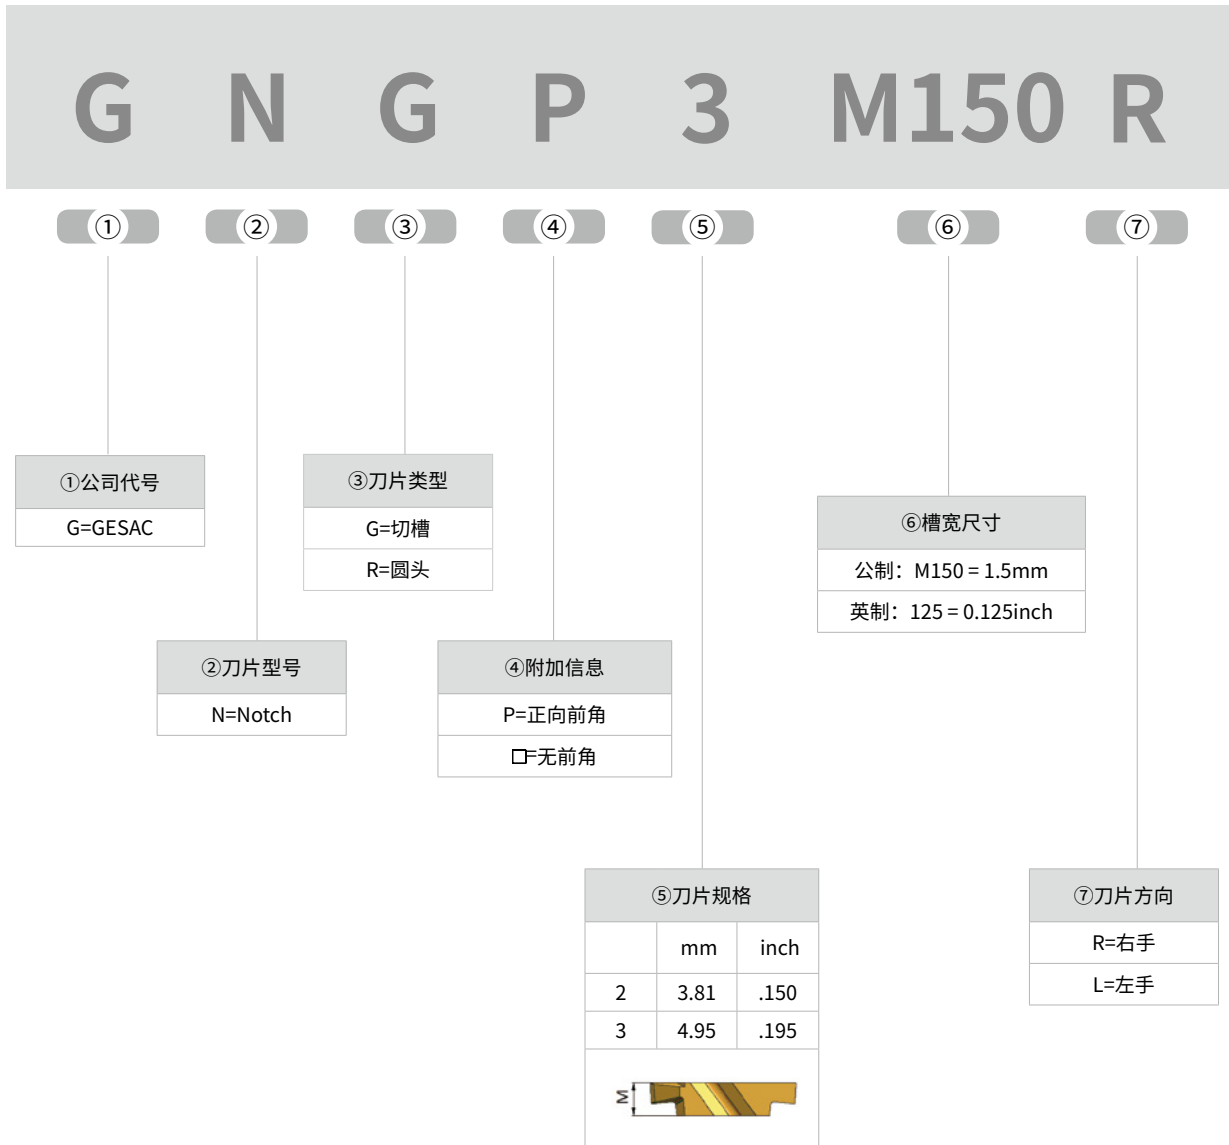 G N G P 3 M150 R
① ② ③ ④ ⑤ ⑥ ⑦
①公司代号
G=GESAC
③刀片类型
G=切槽
R=圆头
⑥槽宽尺寸
公制：M150 = 1.5mm
英制：125 = 0.125inch
②刀片型号
N=Notch
④附加信息
P=正向前角
□=无前角
⑤刀片规格
mm inch
2 3.81 .150
3 4.95 .195
M
⑦刀片方向
R=右手
L=左手